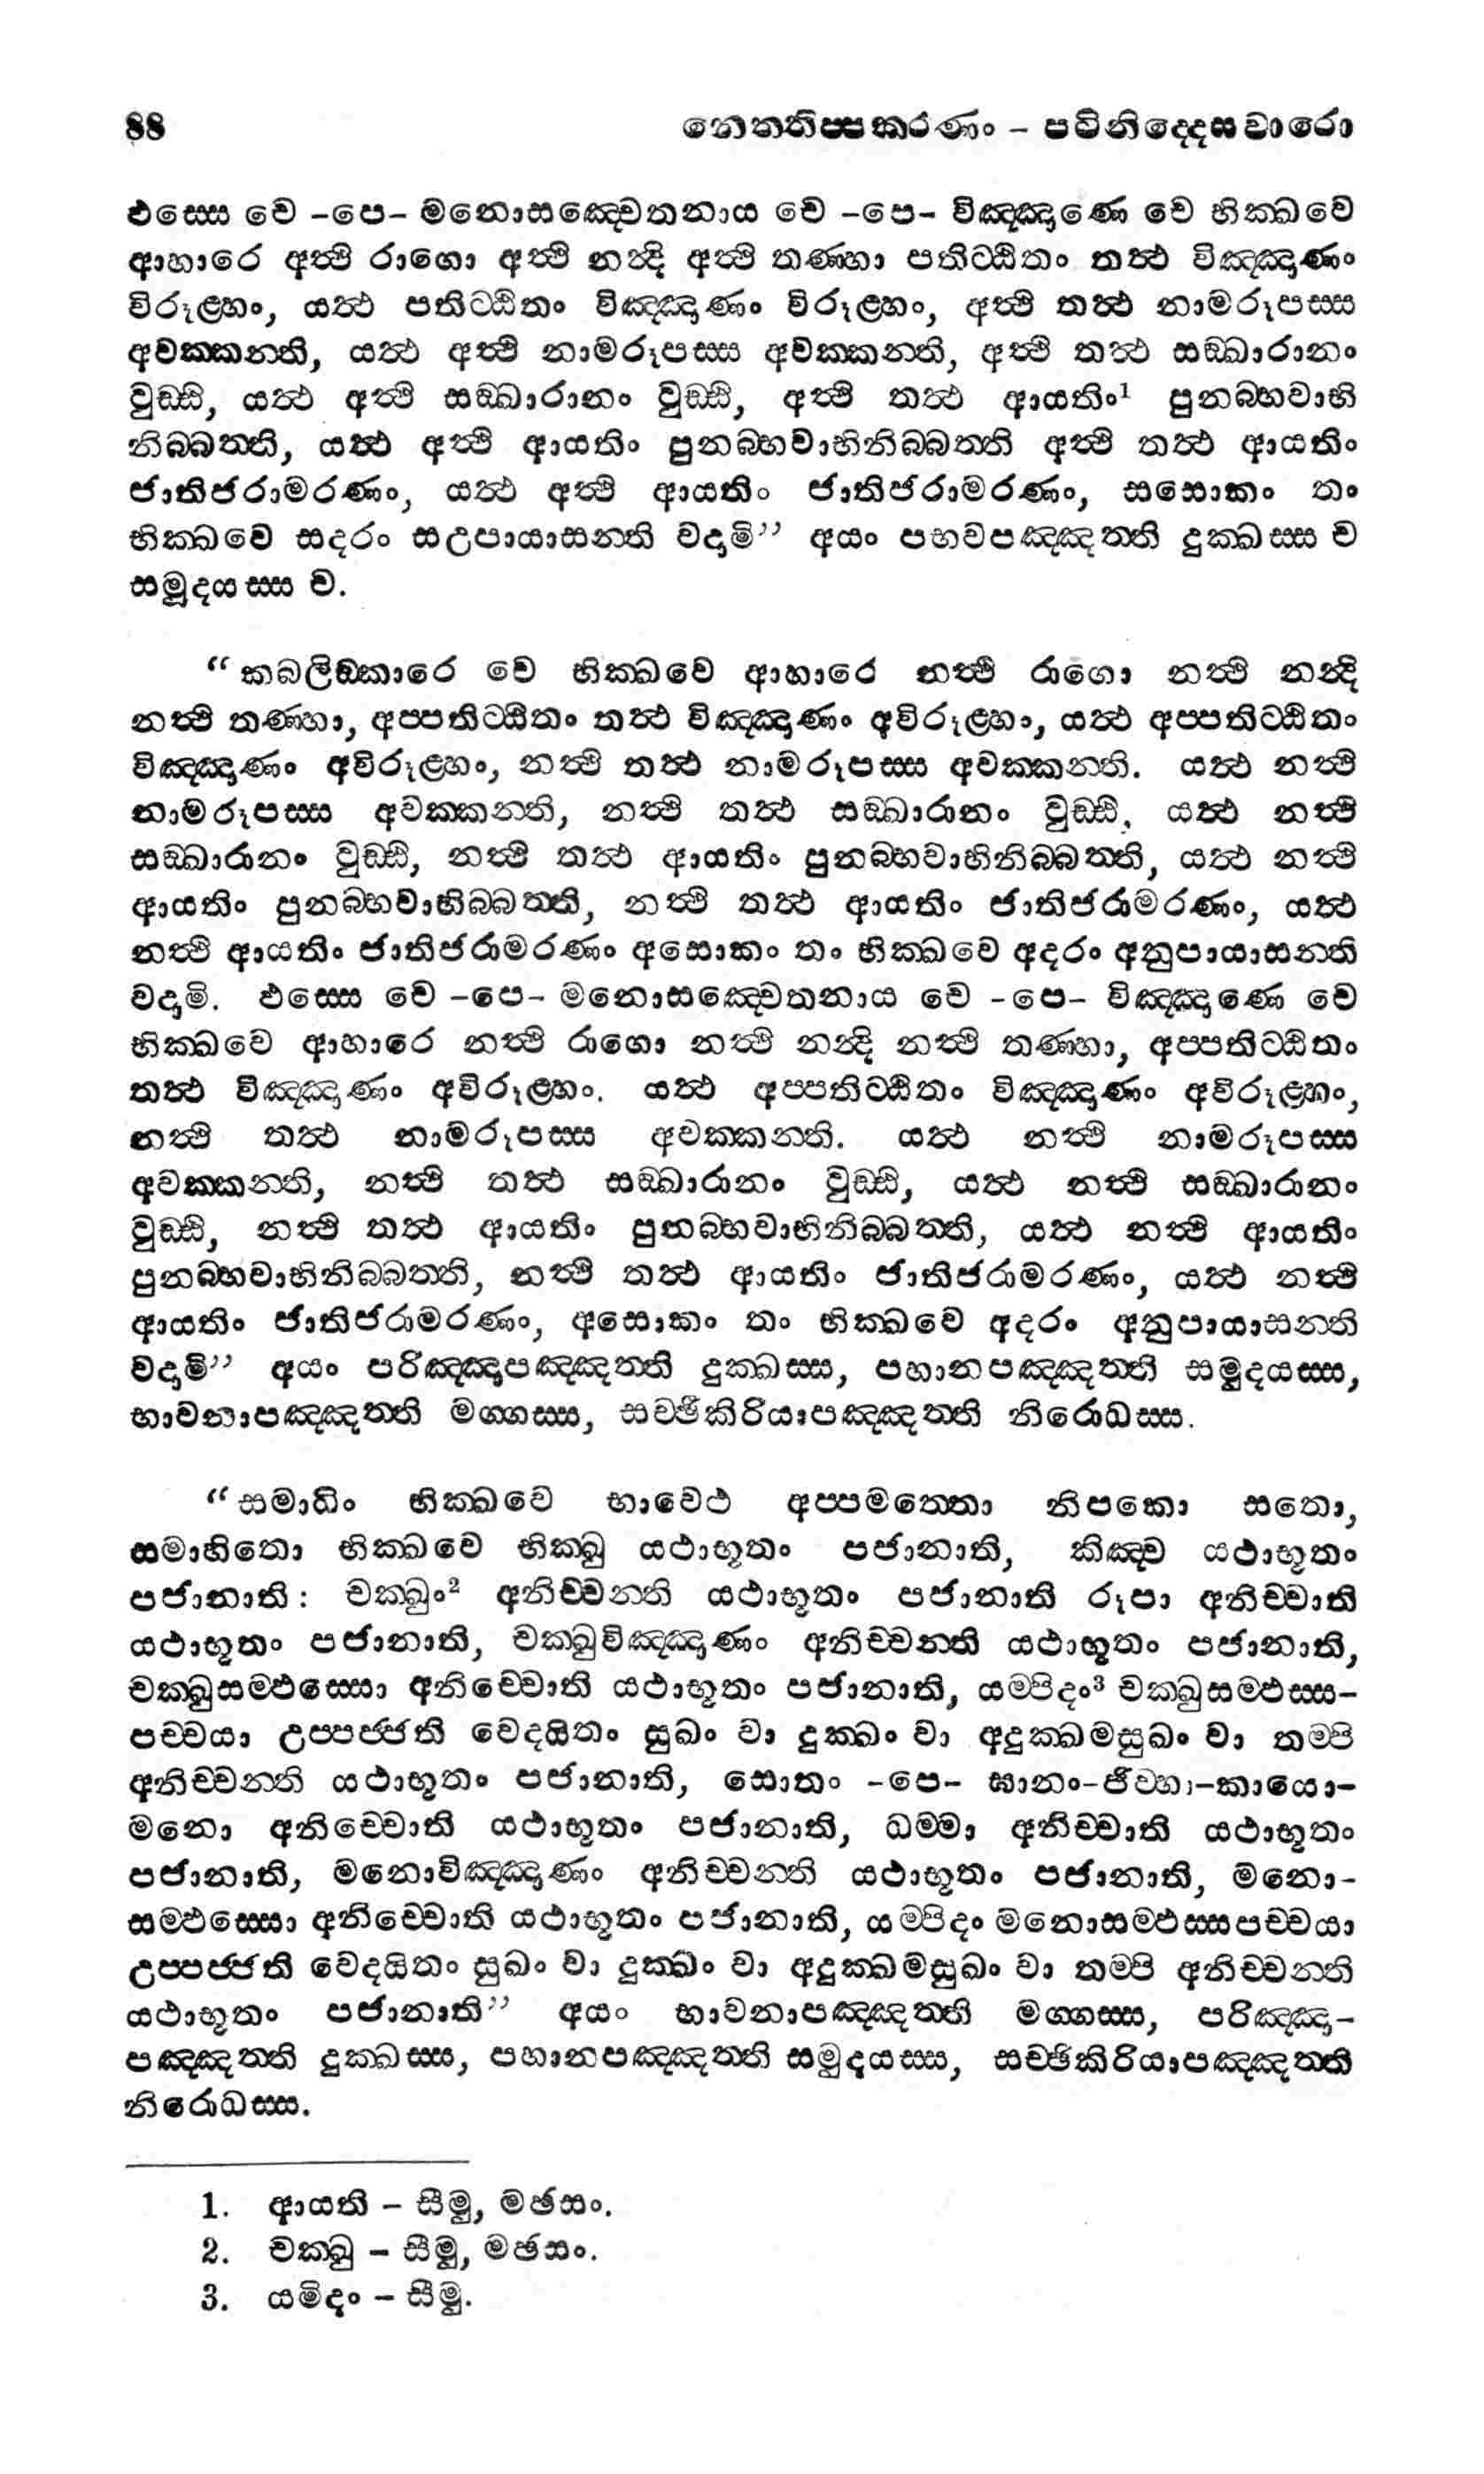 88 නෙත්තිප්පකරණං – පටිනිද්දෙසවාරො
ඵස්සෙ චෙ –පෙ– මනොසඤ්චෙතනාය චෙ –පෙ– විඤ්ඤාණෙ චෙ භික්ඛවෙ
ආහාරෙ අත්ථි රාගො අත්ථි නන්දි අත්ථි තණ්හා පතිට්ඨිතං තත්ථ විඤ්ඤාණං
විරූළ්හං, යත්ථ පතිට්ඨිතං විඤ්ඤාණං විරූළ්හං, අත්ථි තත්ථ නාමරූපස්ස
අවක්කන්ති, යත්ථ අත්ථි නාමරූපස්ස අවක්කන්ති, අත්ථි තත්ථ සඞ්ඛාරානං
වුඩ්ඪි, යත්ථ අත්ථි සඞ්ඛාරානං වුඩ්ඪි, අත්ථි තත්ථ ආයතිං¹ පුනබ්භවාභි
නිබ්බත්ති, යත්ථ අත්ථි ආයතිං පුනබ්භවාභිනිබ්බත්ති අත්ථි තත්ථ ආයතිං
ජාතිජරාමරණං, යත්ථ අත්ථි ආයතිං ජාතිජරාමරණං, සසොකං තං
භික්ඛවෙ සදරං සඋපායාසන්ති වදාමි” අයං පභවපඤ්ඤත්ති දුක්ඛස්ස ච
සමුදයස්ස ච.
“කබලිඞ්කාරෙ චෙ භික්ඛවෙ ආහාරෙ නත්ථි රාගො නත්ථි නන්දි
නත්ථි තණ්හා, අප්පතිට්ඨිතං තත්ථ විඤ්ඤාණං අවිරූළ්හං, යත්ථ අප්පතිට්ඨිතං
විඤ්ඤාණං අවිරූළ්හං, නත්ථි තත්ථ නාමරූපස්ස අවක්කන්ති. යත්ථ නත්ථි
නාමරූපස්ස අවක්කන්ති, නත්ථි තත්ථ සඞ්ඛාරානං වුඩ්ඪි, යත්ථ නත්ථි
සඞ්ඛාරානං වුඩ්ඪි, නත්ථි තත්ථ ආයතිං පුනබ්භවාභිනිබ්බත්ති, යත්ථ නත්ථි
ආයතිං පුනබ්භවාභිබ්බත්ති, නත්ථි තත්ථ ආයතිං ජාතිජරාමරණං, යත්ථ
නත්ථි ආයතිං ජාතිජරාමරණං අසොකං තං භික්ඛවෙ අදරං අනුපායාසන්ති
වදාමි. ඵස්සෙ චෙ –පෙ– මනොසඤ්චෙතනාය චෙ –පෙ– විඤ්ඤාණෙ චෙ
භික්ඛවෙ ආහාරෙ නත්ථි රාගො නත්ථි නන්දි නත්ථි තණ්හා, අප්පතිට්ඨිතං
තත්ථ විඤ්ඤාණං අවිරූළ්හං. යත්ථ අප්පතිට්ඨිතං විඤ්ඤාණං අවිරූළ්හං,
නත්ථි තත්ථ නාමරූපස්ස අවක්කන්ති. යත්ථ නත්ථි නාමරූපස්ස
අවක්කන්ති, නත්ථි තත්ථ සඞ්ඛාරානං වුඩ්ඪි, යත්ථ නත්ථි සඞ්ඛාරානං
වුඩ්ඪි, නත්ථි තත්ථ ආයතිං පුනබ්භවාභිනිබ්බත්ති, යත්ථ නත්ථි ආයතිං
පුනබ්භවාභිනිබ්බත්ති, නත්ථි තත්ථ ආයතිං ජාතිජරාමරණං, යත්ථ නත්ථි
ආයතිං ජාතිජරාමරණං, අසොකං තං භික්ඛවෙ අදරං අනුපායාසන්ති
වදාමි” අයං පරිඤ්ඤාපඤ්ඤත්ති දුක්ඛස්ස, පහානපඤ්ඤත්ති සමුදයස්ස,
භාවනාපඤ්ඤත්ති මග්ගස්ස, සච්ඡිකිරියාපඤ්ඤත්ති නිරොධස්ස.
“සමාධිං භික්ඛවෙ භාවෙථ අප්පමත්තො නිපකො සතො,
සමාහිතො භික්ඛවෙ භික්ඛු යථාභූතං පජානාති, කිඤ්ච යථාභූතං
පජානාති: චක්ඛුං² අනිච්චන්ති යථාභූතං පජානාති රූපා අනිච්චාති
යථාභූතං පජානාති, චක්ඛුවිඤ්ඤාණං අනිච්චන්ති යථාභූතං පජානාති,
චක්ඛුසම්ඵස්සො අනිච්චොති යථාභූතං පජානාති, යම්පිදං³ චක්ඛුසම්ඵස්ස–
පච්චයා උප්පජ්ජති වෙදයිතං සුඛං වා දුක්ඛං වා අදුක්ඛමසුඛං වා තම්පි
අනිච්චන්ති යථාභූතං පජානාති, සොතං –පෙ– ඝානං–ජිව්හා–කායො–
මනො අනිච්චොති යථාභූතං පජානාති, ධම්මා අනිච්චාති යථාභූතං
පජානාති, මනොවිඤ්ඤාණං අනිච්චන්ති යථාභූතං පජානාති, මනො–
සම්ඵස්සො අනිච්චොති යථාභූතං පජානාති, යම්පිදං මනොසම්ඵස්සපච්චයා
උප්පජ්ජති වෙදයිතං සුඛං වා දුක්ඛං වා අදුක්ඛමසුඛං වා තම්පි අනිච්චන්ති
යථාභූතං පජානාති” අයං භාවනාපඤ්ඤත්ති මග්ගස්ස, පරිඤ්ඤා–
පඤ්ඤත්ති දුක්ඛස්ස, පහානපඤ්ඤත්ති සමුදයස්ස, සච්ඡිකිරියාපඤ්ඤත්ති
නිරොධස්ස.
1. ආයති – සීමු, මඡසං.
2. චක්ඛු – සීමු, මඡසං.
3. යමිදං – සීමු.